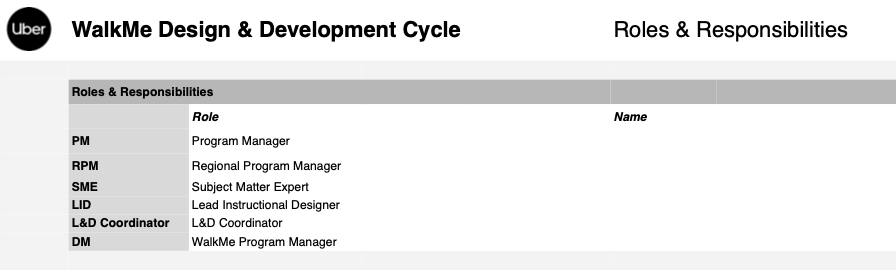 Uber
WalkMe Design & Development Cycle Roles & Responsibilities
Roles & Responsibilities
Role Name
PM Program Manager
RPM Regional Program Manager
SME Subject Matter Expert
LID Lead Instructional Designer
L&D Coordinator L&D Coordinator
DM WalkMe Program Manager